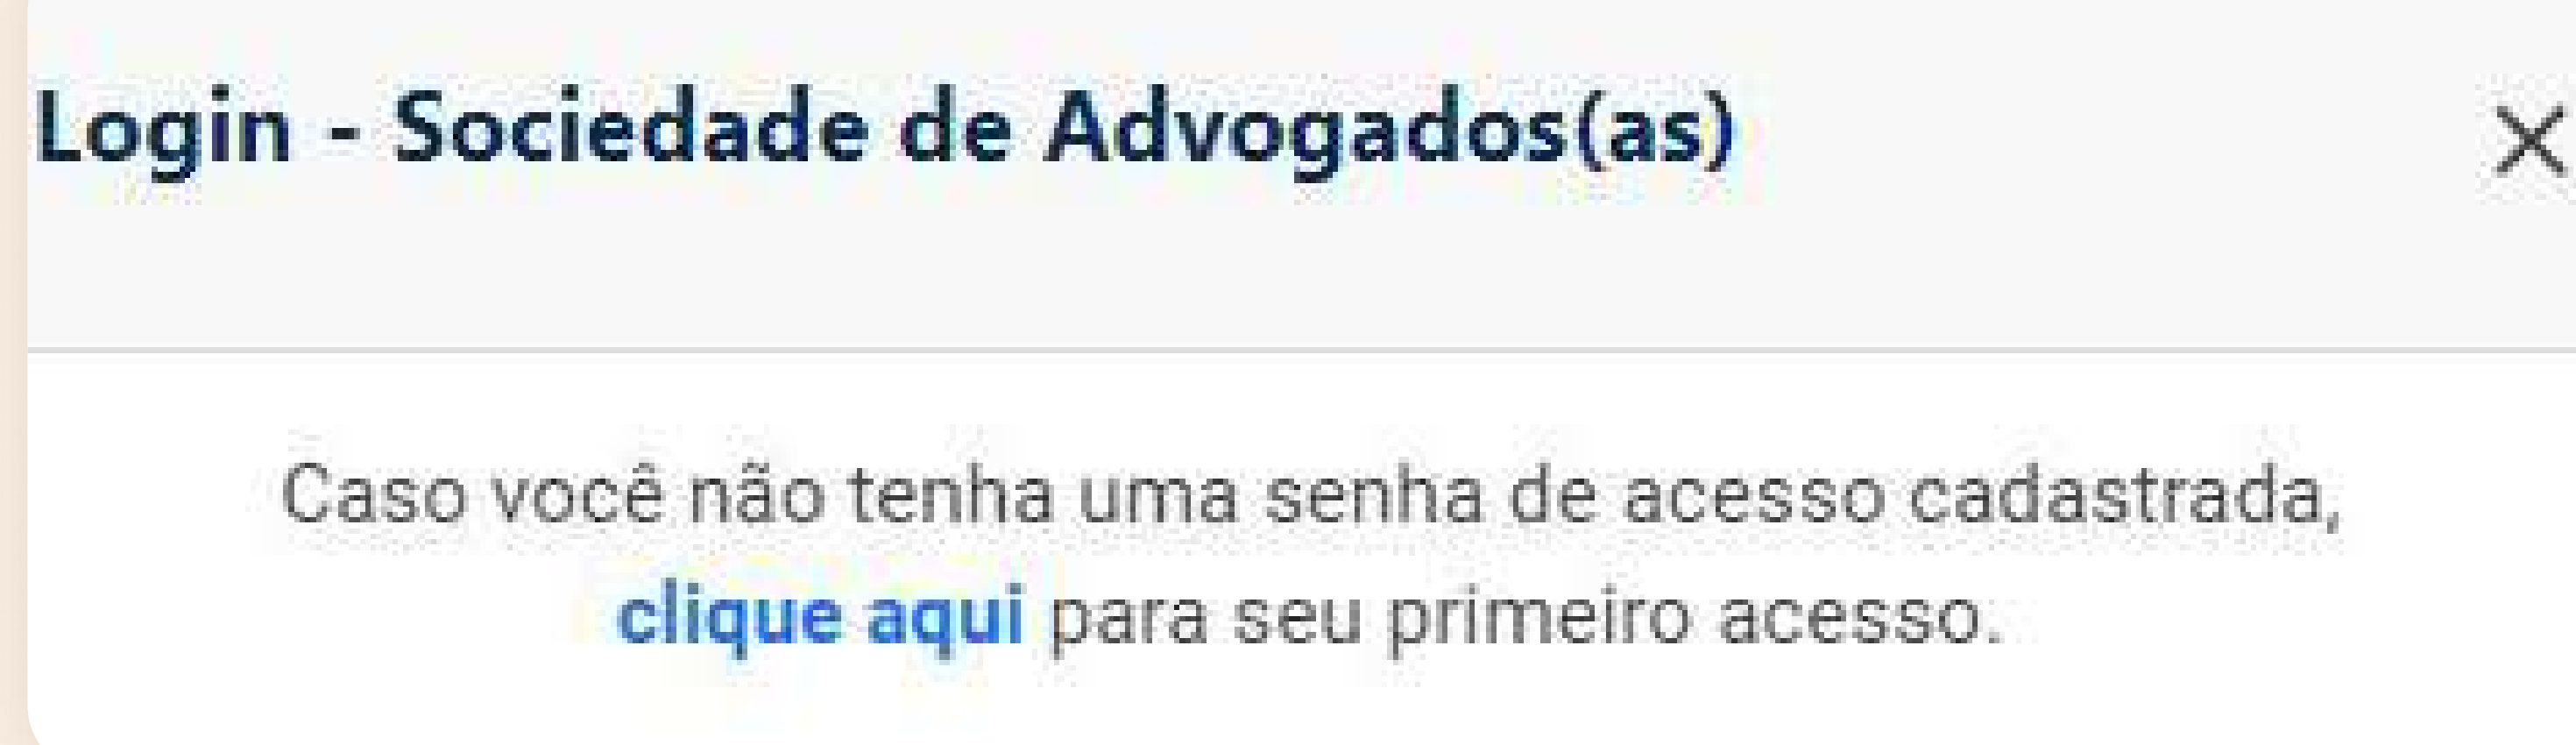 Login - Sociedade de Advogados(as)
Caso você não tenha uma senha de acesso cadastrada,
clique aqui para seu primeiro acesso.